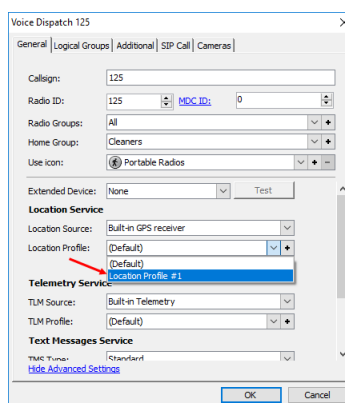 Voice Dispatch 125
General Logical Groups Additional SIP Call Cameras
Callsign: 125
Radio ID: 125 MDC ID: 0
Radio Groups: All
Home Group: Cleaners
Use icon: Portable Radios
Extended Device: None Test
Location Service
Location Source: Built-in GPS receiver
Location Profile: (Default)
(Default)
Location Profile #1
Telemetry Service
TLM Source: Built-in Telemetry
TLM Profile: (Default)
Text Messages Service
TMS Type: Standard
Hide Advanced Settings
OK Cancel